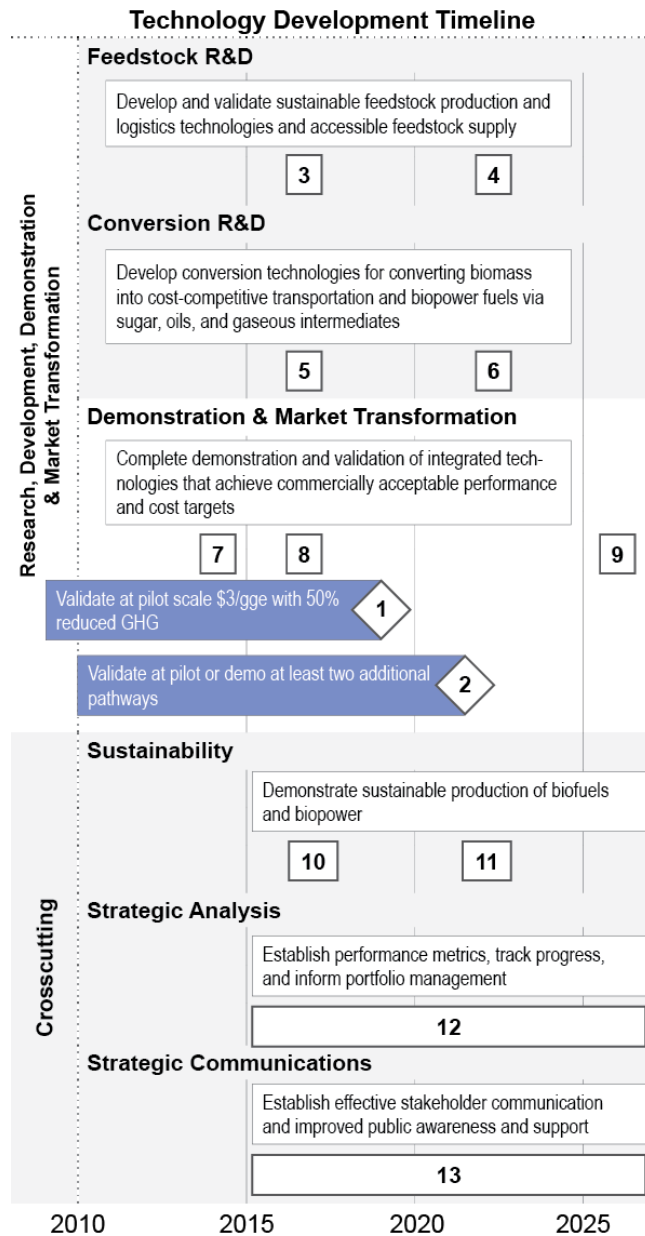 Technology Development Timeline
Research, Development, Demonstration
& Market Transformation
Feedstock R&D
Develop and validate sustainable feedstock production and
logistics technologies and accessible feedstock supply
3
4
Conversion R&D
Develop conversion technologies for converting biomass
into cost-competitive transportation and biopower fuels via
sugar, oils, and gaseous intermediates
5
6
Demonstration & Market Transformation
Complete demonstration and validation of integrated tech-
nologies that achieve commercially acceptable performance
and cost targets
7
8
9
Validate at pilot scale $3/gge with 50%
reduced GHG
1
Validate at pilot or demo at least two additional
pathways
2
Crosscutting
Sustainability
Demonstrate sustainable production of biofuels
and biopower
10
11
Strategic Analysis
Establish performance metrics, track progress,
and inform portfolio management
12
Strategic Communications
Establish effective stakeholder communication
and improved public awareness and support
13
2010 2015 2020 2025